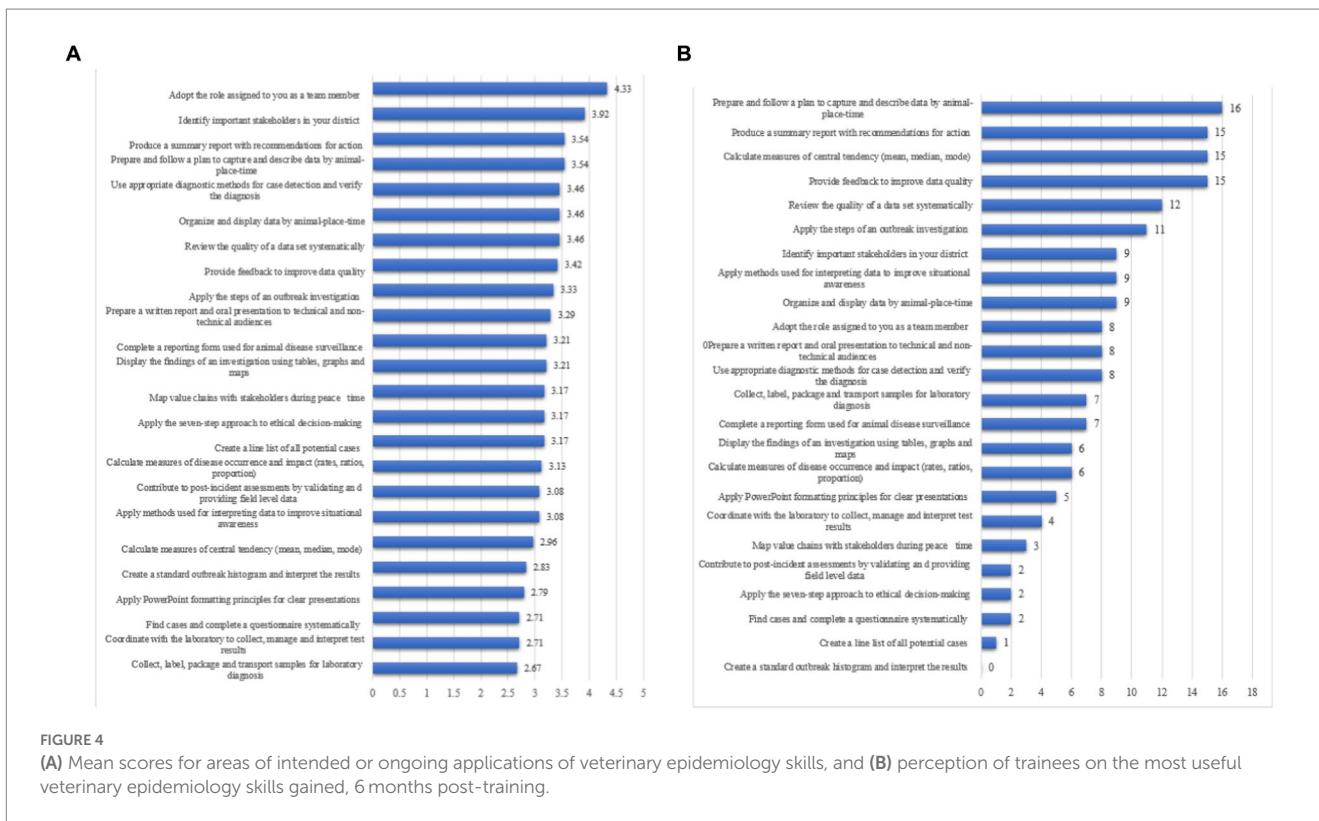 A
Adopt the role assigned to you as a team member
4.33
Identify important stakeholders in your district
3.92
Produce a summary report with recommendations for action
3.54
Prepare and follow a plan to capture and describe data by animal-
place-time
3.54
Use appropriate diagnostic methods for case detection and verify
the diagnosis
3.46
Organize and display data by animal-place-time
3.46
Review the quality of a data set systematically
3.46
Provide feedback to improve data quality
3.42
Apply the steps of an outbreak investigation
3.33
Prepare a written report and oral presentation to technical and non-
technical audiences
3.29
Complete a reporting form used for animal disease surveillance
3.21
Display the findings of an investigation using tables, graphs and
maps
3.21
Map value chains with stakeholders during peace time
3.17
Apply the seven-step approach to ethical decision-making
3.17
Create a line list of all potential cases
3.17
Calculate measures of disease occurrence and impact (rates, ratios,
proportion)
3.13
Contribute to post-incident assessments by validating an d
providing field level data
3.08
Apply methods used for interpreting data to improve situational
awareness
3.08
Calculate measures of central tendency (mean, median, mode)
2.96
Create a standard outbreak histogram and interpret the results
2.83
Apply PowerPoint formatting principles for clear presentations
2.79
Find cases and complete a questionnaire systematically
2.71
Coordinate with the laboratory to collect, manage and interpret test
results
2.71
Collect, label, package and transport samples for laboratory
diagnosis
2.67
0 0.5 1 1.5 2 2.5 3 3.5 4 4.5 5
B
Prepare and follow a plan to capture and describe data by animal-
place-time
16
Produce a summary report with recommendations for action
15
Calculate measures of central tendency (mean, median, mode)
15
Provide feedback to improve data quality
15
Review the quality of a data set systematically
12
Apply the steps of an outbreak investigation
11
Identify important stakeholders in your district
9
Apply methods used for interpreting data to improve situational
awareness
9
Organize and display data by animal-place-time
9
Adopt the role assigned to you as a team member
8
0Prepare a written report and oral presentation to technical and non-
technical audiences
8
Use appropriate diagnostic methods for case detection and verify
the diagnosis
8
Collect, label, package and transport samples for laboratory
diagnosis
7
Complete a reporting form used for animal disease surveillance
7
Display the findings of an investigation using tables, graphs and
maps
6
Calculate measures of disease occurrence and impact (rates, ratios,
proportion)
6
Apply PowerPoint formatting principles for clear presentations
5
Coordinate with the laboratory to collect, manage and interpret test
results
4
Map value chains with stakeholders during peace time
3
Contribute to post-incident assessments by validating an d providing
field level data
2
Apply the seven-step approach to ethical decision-making
2
Find cases and complete a questionnaire systematically
2
Create a line list of all potential cases
1
Create a standard outbreak histogram and interpret the results
0
0 2 4 6 8 10 12 14 16 18
FIGURE 4
(A) Mean scores for areas of intended or ongoing applications of veterinary epidemiology skills, and (B) perception of trainees on the most useful
veterinary epidemiology skills gained, 6 months post-training.